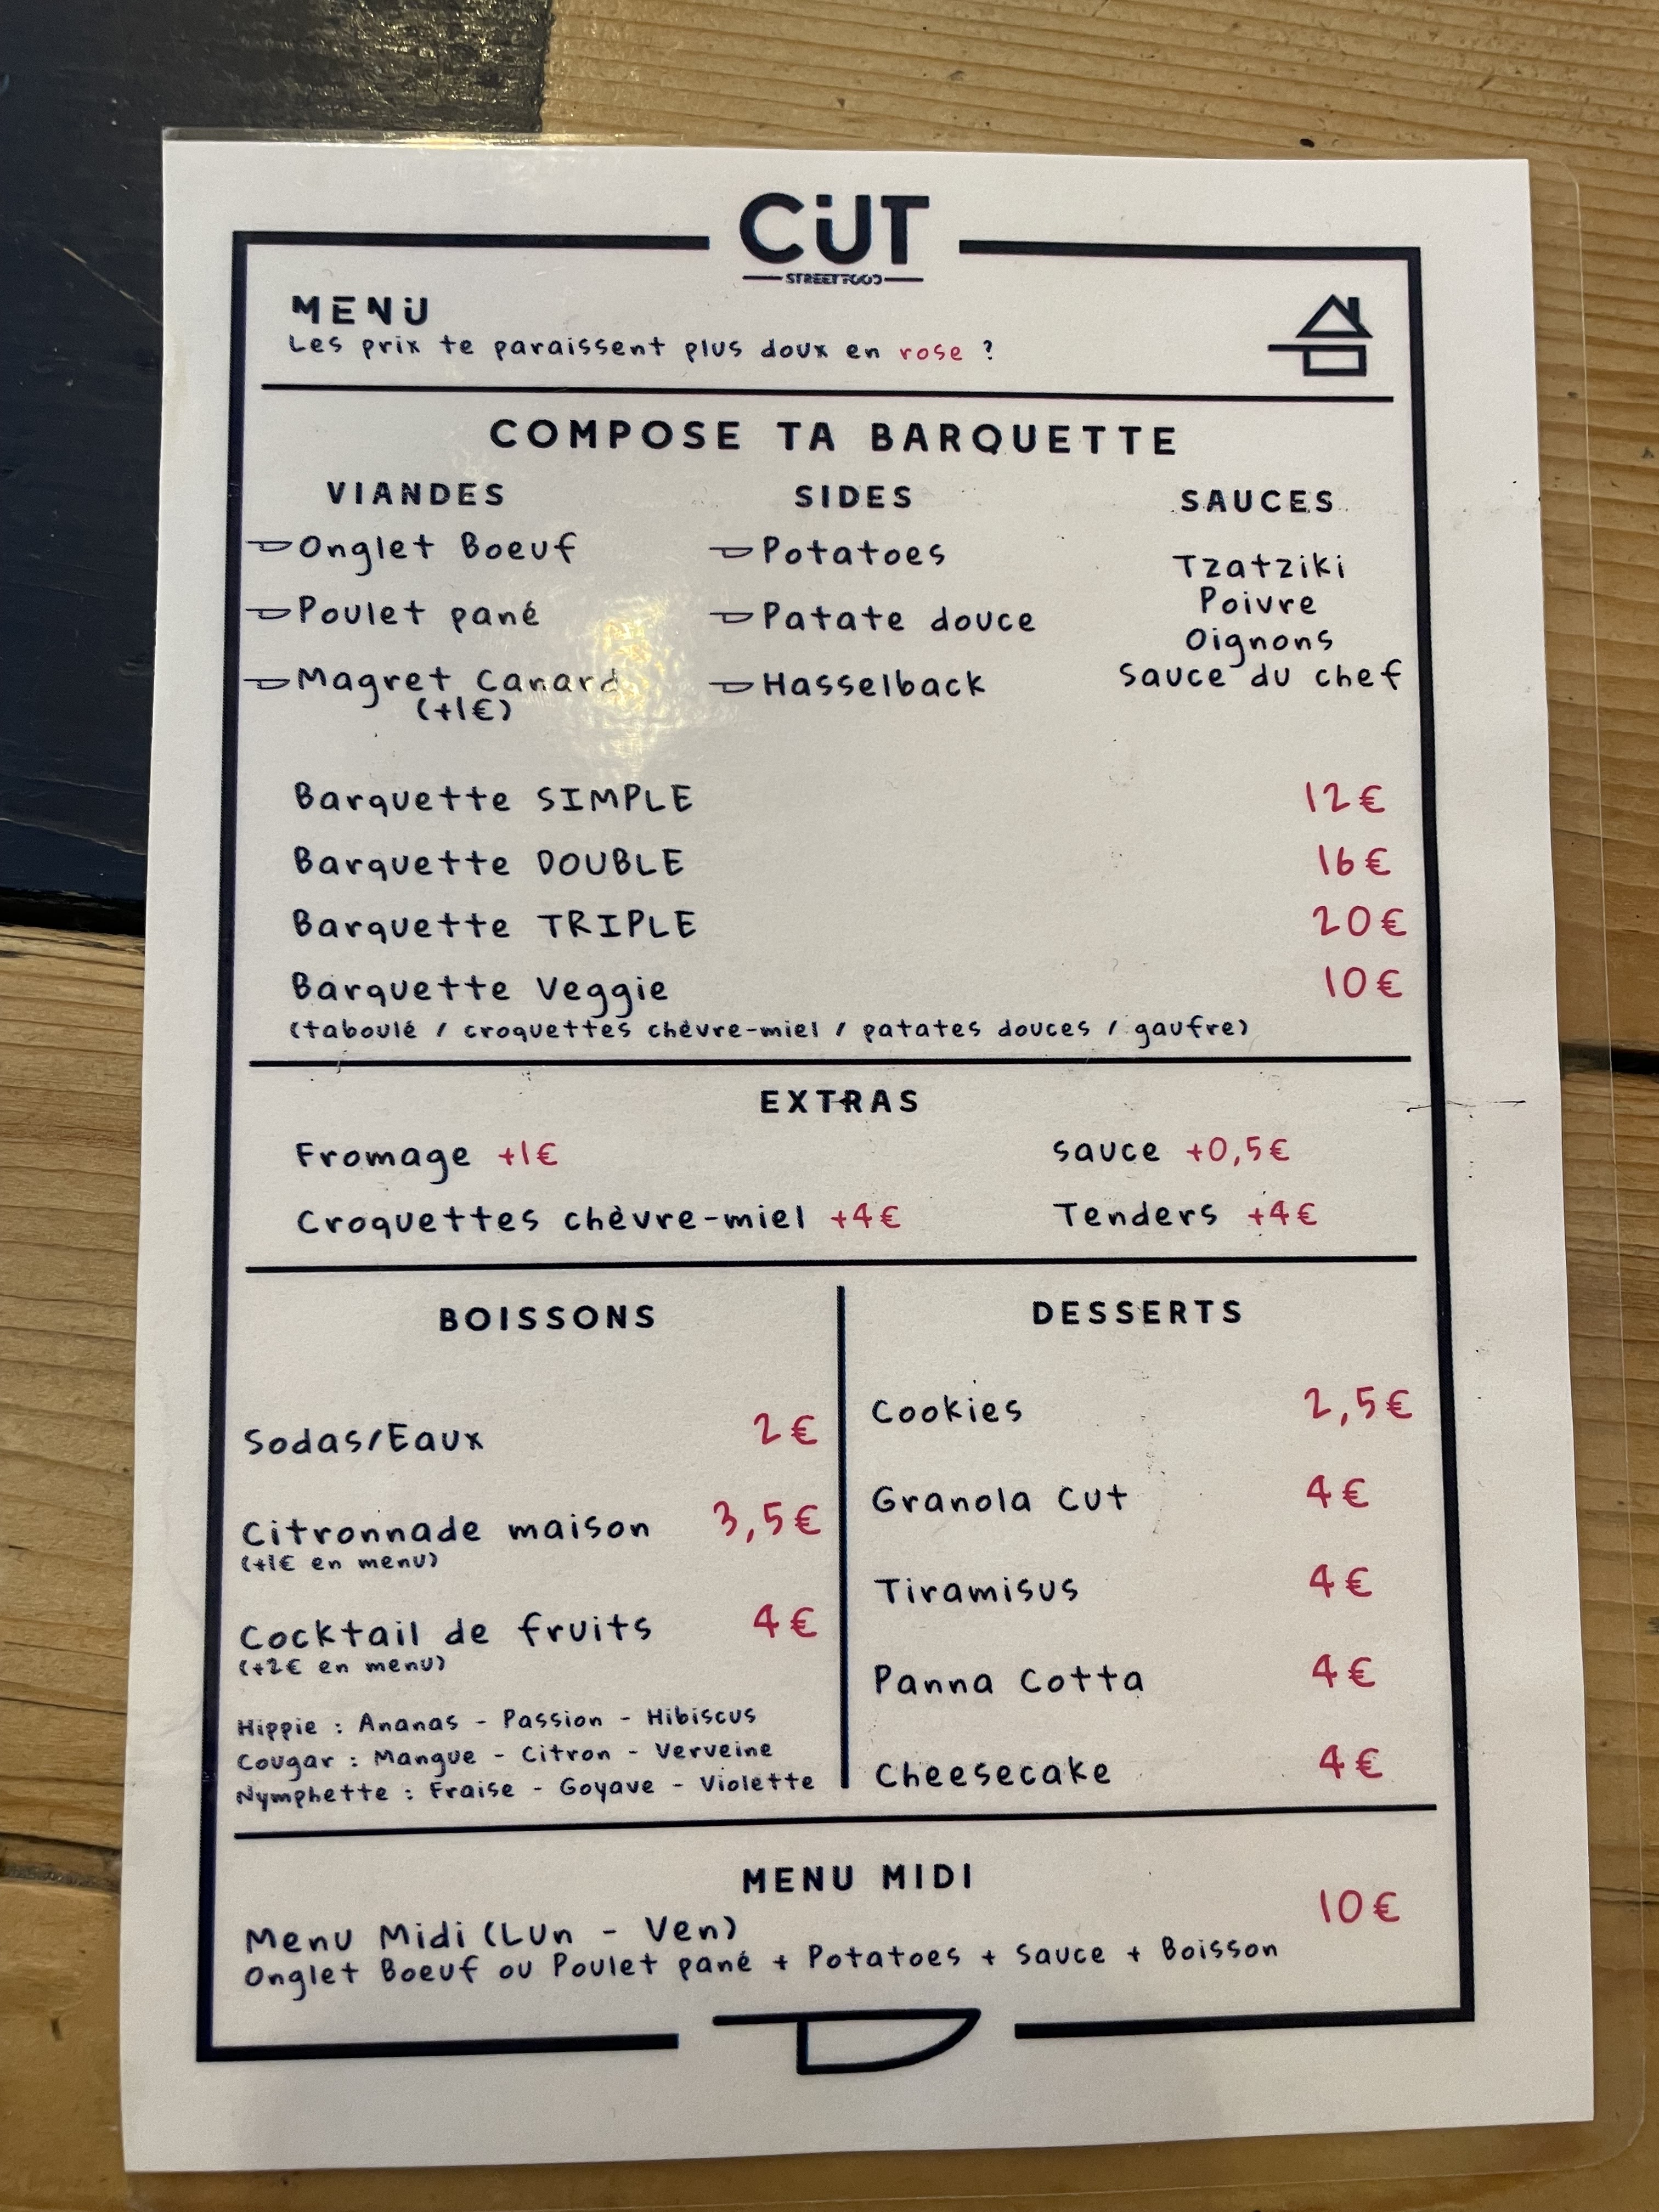 CUT
STREETFOOD
MENU
Les prix te paraissent plus doux en rose ?
COMPOSE TA BARQUETTE
VIANDES
Onglet Boeuf
Poulet pané
Magret Canard
(+1€)
SIDES
Potatoes
Patate douce
Hasselback
SAUCES
Tzatziki
Poivre
Oignons
Sauce du chef
Barquette SIMPLE 12€
Barquette DOUBLE 16€
Barquette TRIPLE 20€
Barquette Veggie 10€
(taboulé / croquettes chèvre-miel / patates douces / gaufre)
EXTRAS
Fromage +1€
Sauce +0,5€
Croquettes chèvre-miel +4€
Tenders +4€
BOISSONS
Sodas/Eaux 2€
Citronnade maison 3,5€
(+1€ en menu)
Cocktail de fruits 4€
(+2€ en menu)
Hippie : Ananas - Passion - Hibiscus
Cougar : Mangue - Citron - Verveine
Nymphette : Fraise - Goyave - Violette
DESSERTS
Cookies 2,5€
Granola Cut 4€
Tiramisus 4€
Panna Cotta 4€
Cheesecake 4€
MENU MIDI
Menu Midi (Lun - Ven) 10€
Onglet Boeuf ou Poulet pané + Potatoes + Sauce + Boisson